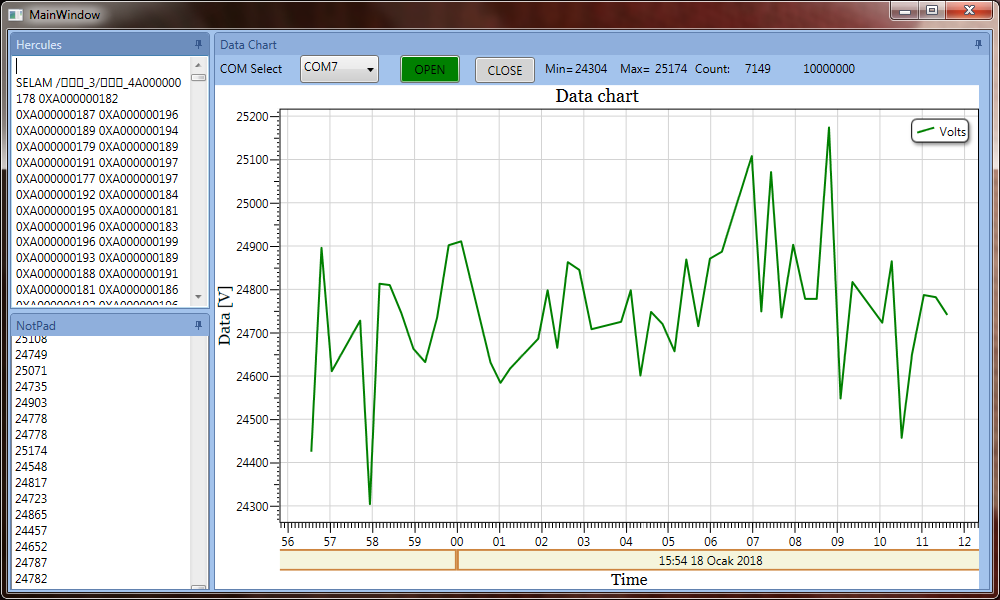 MainWindow
Hercules
SELAM /□□□_3/□□□_4A000000
178 0XA000000182
0XA000000187 0XA000000196
0XA000000189 0XA000000194
0XA000000179 0XA000000189
0XA000000191 0XA000000197
0XA000000177 0XA000000197
0XA000000192 0XA000000184
0XA000000195 0XA000000181
0XA000000196 0XA000000183
0XA000000196 0XA000000199
0XA000000193 0XA000000189
0XA000000188 0XA000000191
0XA000000181 0XA000000186
NotPad
25108
24749
25071
24735
24903
24778
24778
25174
24548
24817
24723
24865
24457
24652
24787
24782
Data Chart
COM Select COM7 OPEN CLOSE Min= 24304 Max= 25174 Count: 7149 10000000
Data chart
Volts
25200
25100
25000
24900
24800
24700
24600
24500
24400
24300
Data [V]
56 57 58 59 00 01 02 03 04 05 06 07 08 09 10 11 12
15:54 18 Ocak 2018
Time